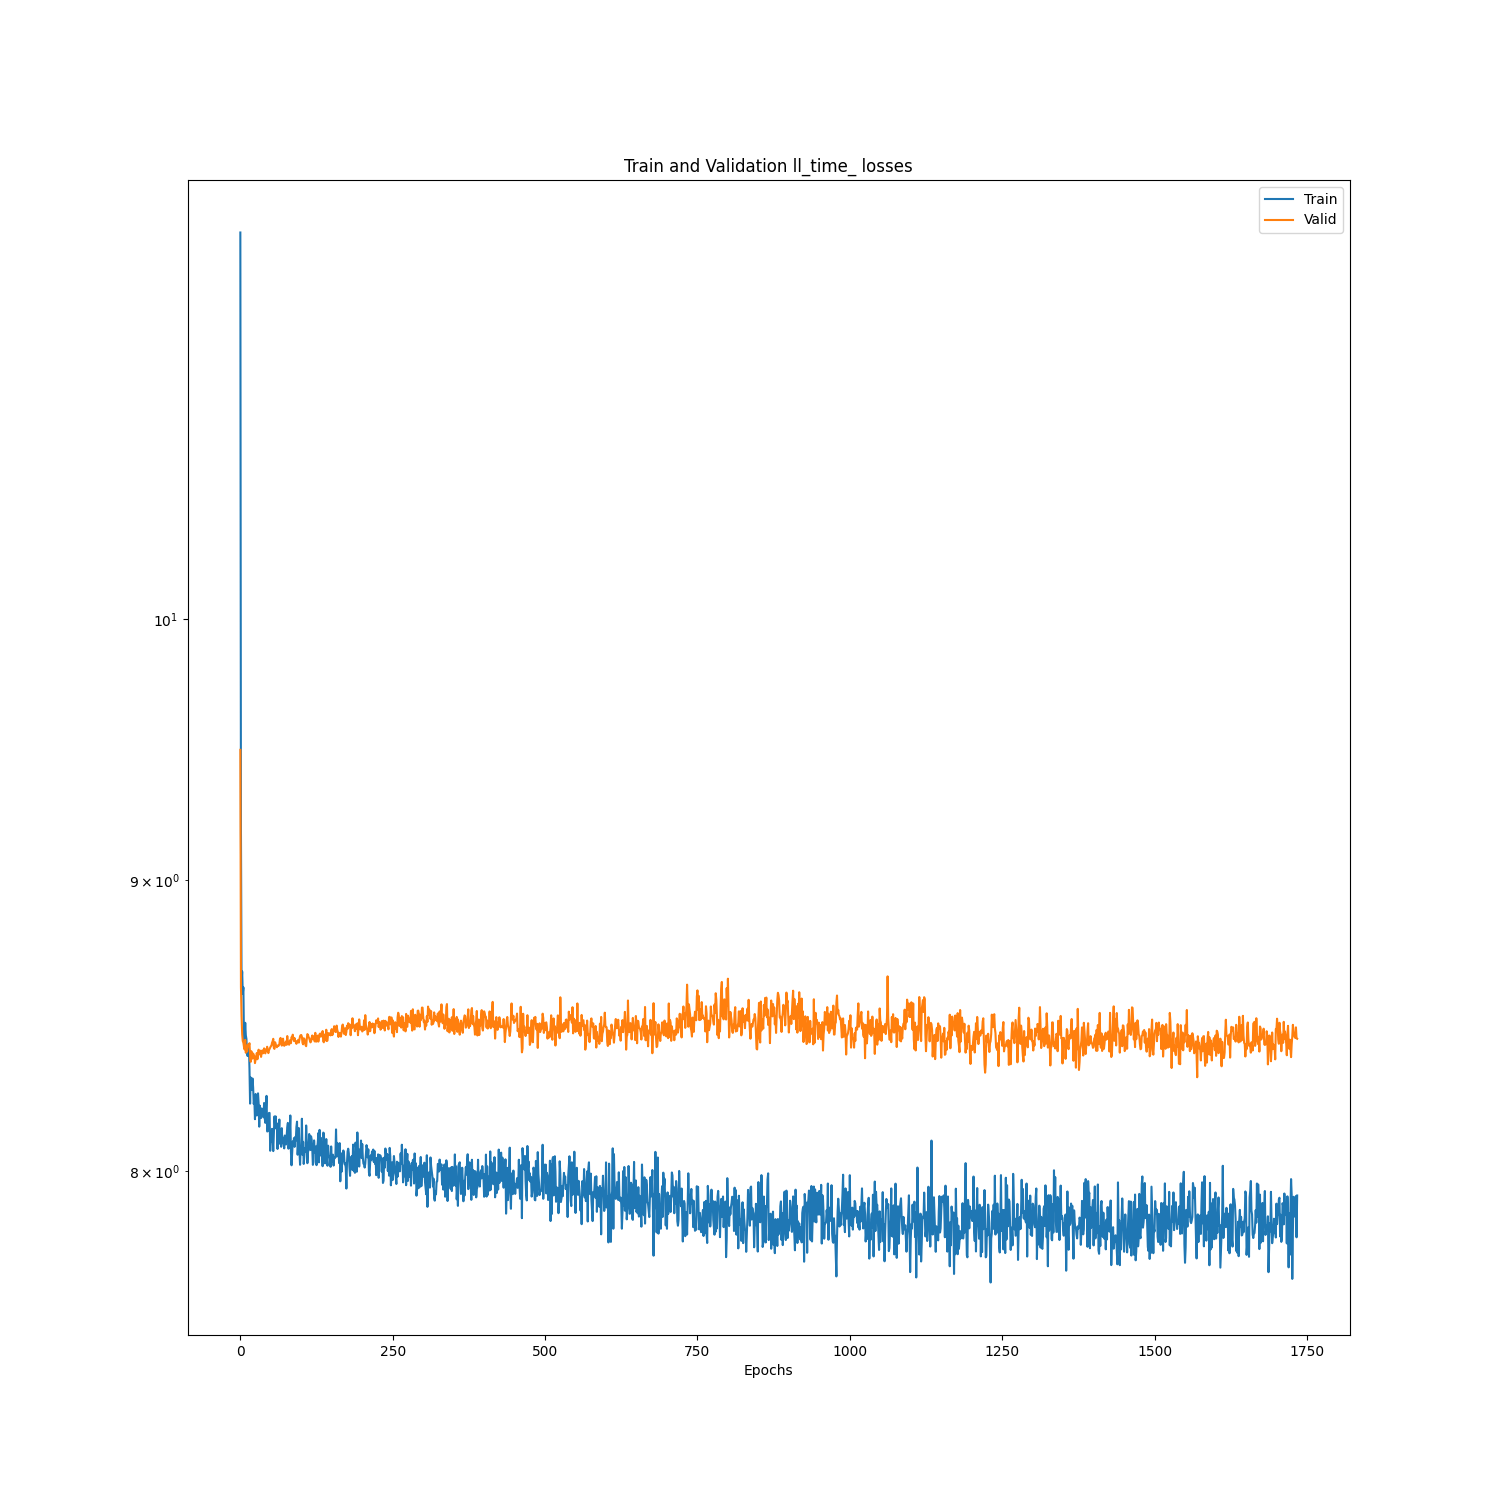 Train and Validation ll_time_ losses
Train
Valid
10¹
9 × 10⁰
8 × 10⁰
0 250 500 750 1000 1250 1500 1750
Epochs